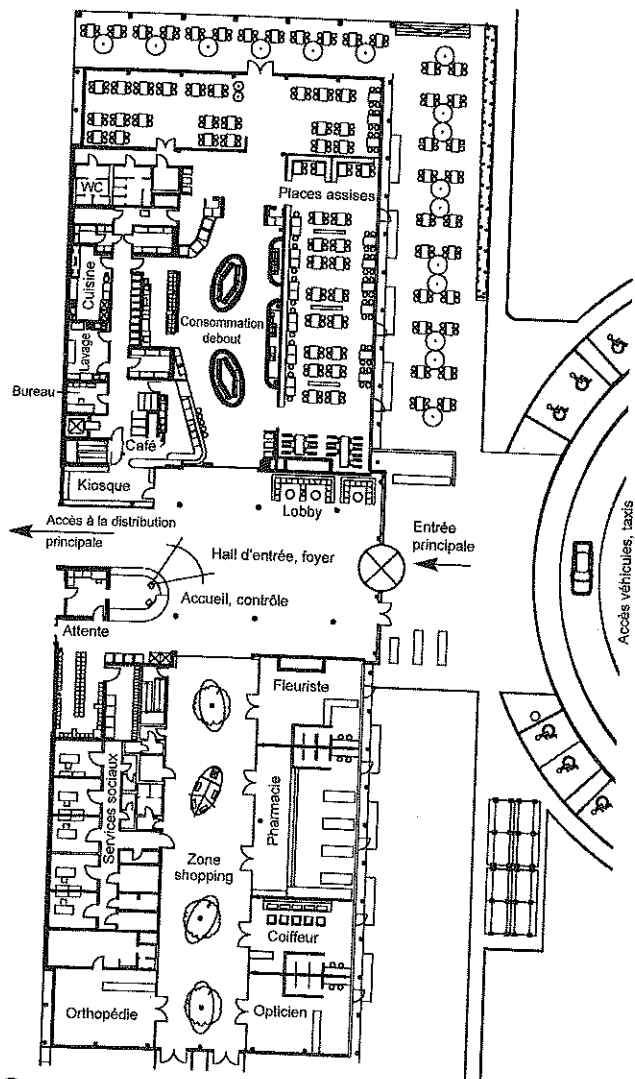 WC
Places assises
Cuisine
Consommation
debout
Lavage
Bureau
Café
Kiosque
Lobby
Accès à la distribution
principale
Entrée
principale
Hall d'entrée, foyer
Accueil, contrôle
Accès véhicules, taxis
Attente
Fleuriste
Services sociaux
Pharmacie
Zone
shopping
Coiffeur
Orthopédie
Opticien